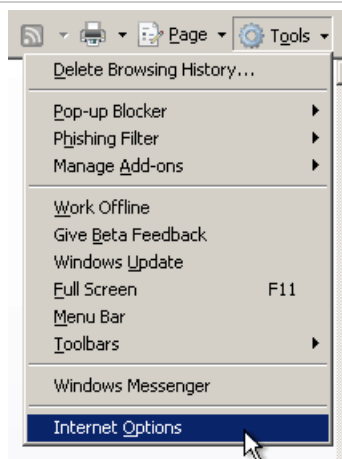 Page Tools
Delete Browsing History...
Pop-up Blocker
Phishing Filter
Manage Add-ons
Work Offline
Give Beta Feedback
Windows Update
Full Screen F11
Menu Bar
Toolbars
Windows Messenger
Internet Options